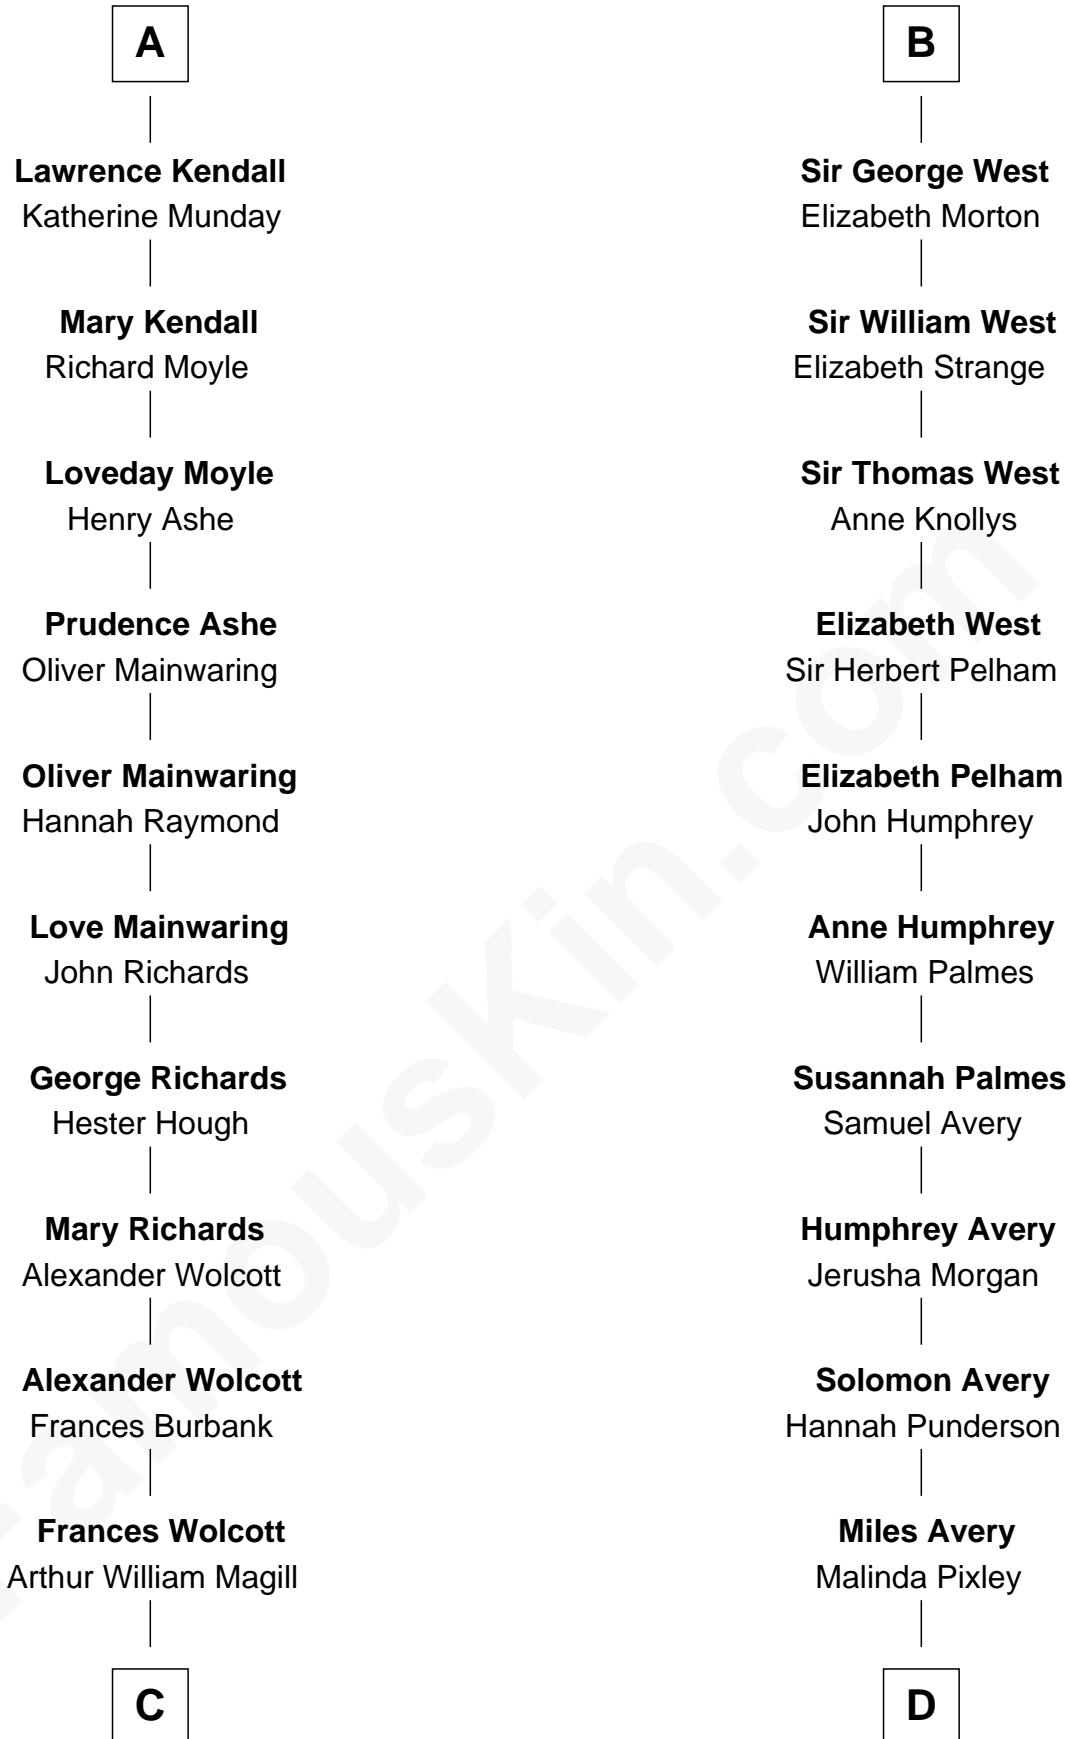 A
Lawrence Kendall
Katherine Munday
Mary Kendall
Richard Moyle
Loveday Moyle
Henry Ashe
Prudence Ashe
Oliver Mainwaring
Oliver Mainwaring
Hannah Raymond
Love Mainwaring
John Richards
George Richards
Hester Hough
Mary Richards
Alexander Wolcott
Alexander Wolcott
Frances Burbank
Frances Wolcott
Arthur William Magill
C
B
Sir George West
Elizabeth Morton
Sir William West
Elizabeth Strange
Sir Thomas West
Anne Knollys
Elizabeth West
Sir Herbert Pelham
Elizabeth Pelham
John Humphrey
Anne Humphrey
William Palmes
Susannah Palmes
Samuel Avery
Humphrey Avery
Jerusha Morgan
Solomon Avery
Hannah Punderson
Miles Avery
Malinda Pixley
D
FamousKin.com